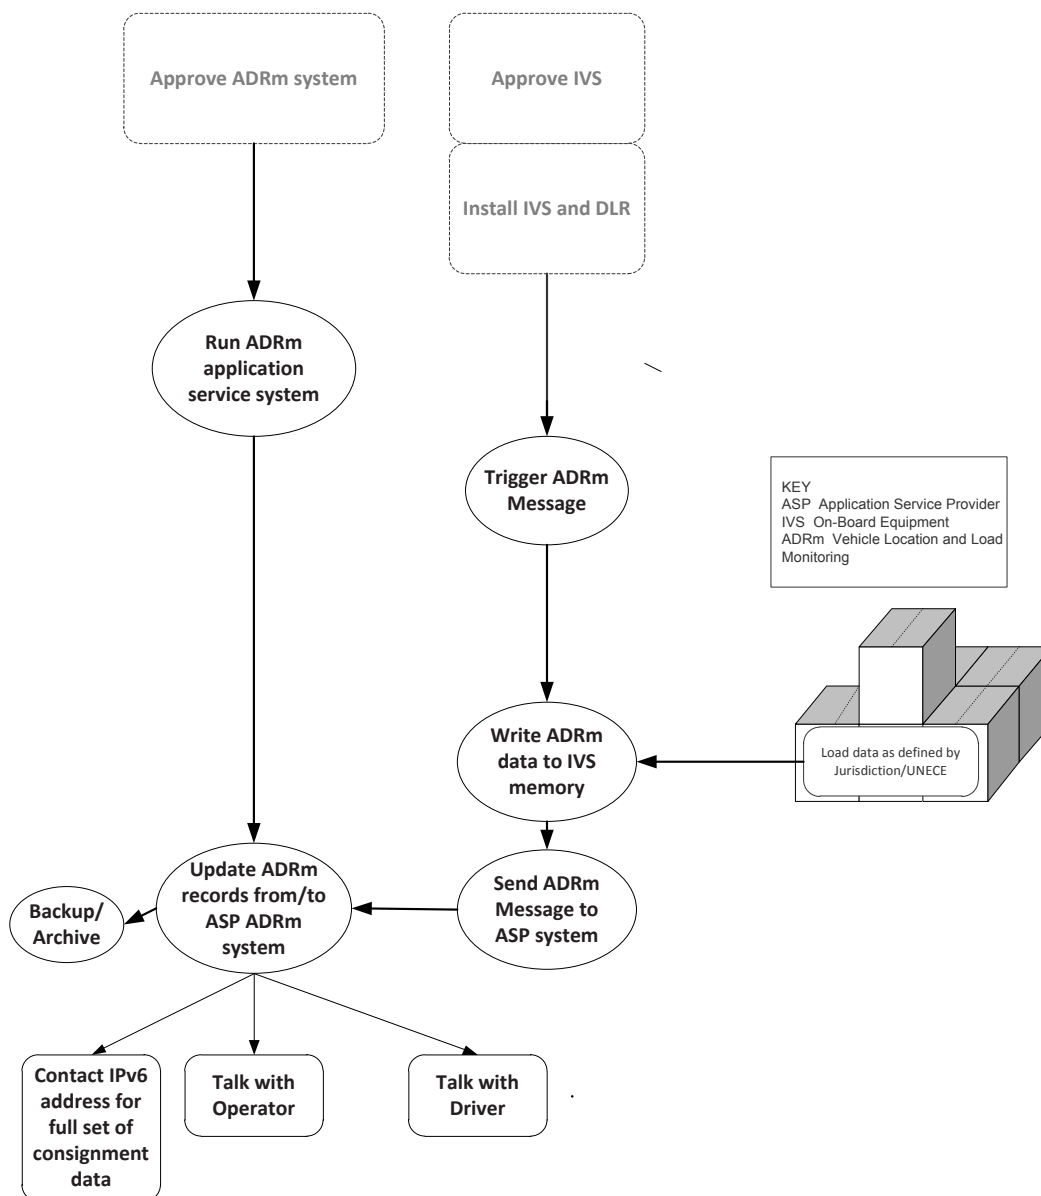 Approve ADRm system
Approve IVS
Install IVS and DLR
Run ADRm
application
service system
Trigger ADRm
Message
KEY
ASP Application Service Provider
IVS On-Board Equipment
ADRm Vehicle Location and Load
Monitoring
Write ADRm
data to IVS
memory
Load data as defined by
Jurisdiction/UNECE
Update ADRm
records from/to
ASP ADRm
system
Send ADRm
Message to
ASP system
Backup/
Archive
Contact IPv6
address for
full set of
consignment
data
Talk with
Operator
Talk with
Driver
.